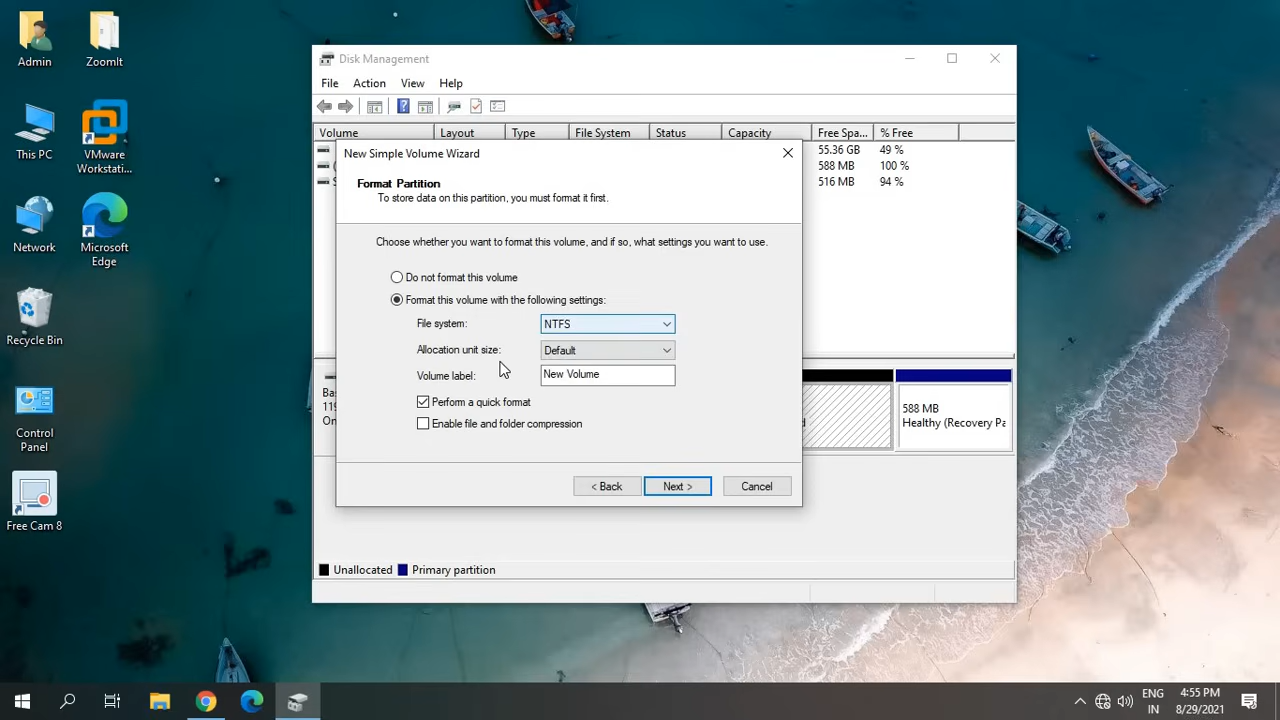 Admin
ZoomIt
This PC
VMware
Workstati...
Network
Microsoft
Edge
Recycle Bin
Control
Panel
Free Cam 8
Disk Management
File Action View Help
Volume Layout Type File System Status Capacity Free Spa... % Free
55.36 GB 49 %
588 MB 100 %
516 MB 94 %
New Simple Volume Wizard
Format Partition
To store data on this partition, you must format it first.
Choose whether you want to format this volume, and if so, what settings you want to use.
Do not format this volume
Format this volume with the following settings:
File system: NTFS
Allocation unit size: Default
Volume label: New Volume
Perform a quick format
Enable file and folder compression
< Back Next > Cancel
Ba
119
On
588 MB
Healthy (Recovery Pa
Unallocated Primary partition
ENG
IN
4:55 PM
8/29/2021